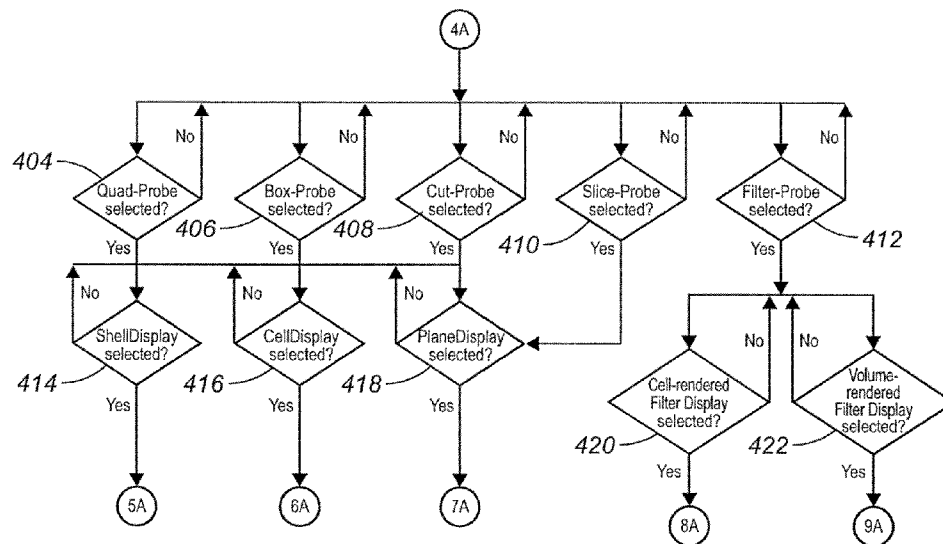 4A
No
No
No
No
No
404
Quad-Probe
selected?
Box-Probe
selected?
Cut-Probe
selected?
Slice-Probe
selected?
Filter-Probe
selected?
406
408
410
412
Yes
Yes
Yes
Yes
Yes
No
No
No
No
No
ShellDisplay
selected?
CellDisplay
selected?
PlaneDisplay
selected?
414
416
418
Cell-rendered
Filter Display
selected?
Volume-
rendered
Filter Display
selected?
420
422
Yes
Yes
Yes
Yes
Yes
5A
6A
7A
8A
9A